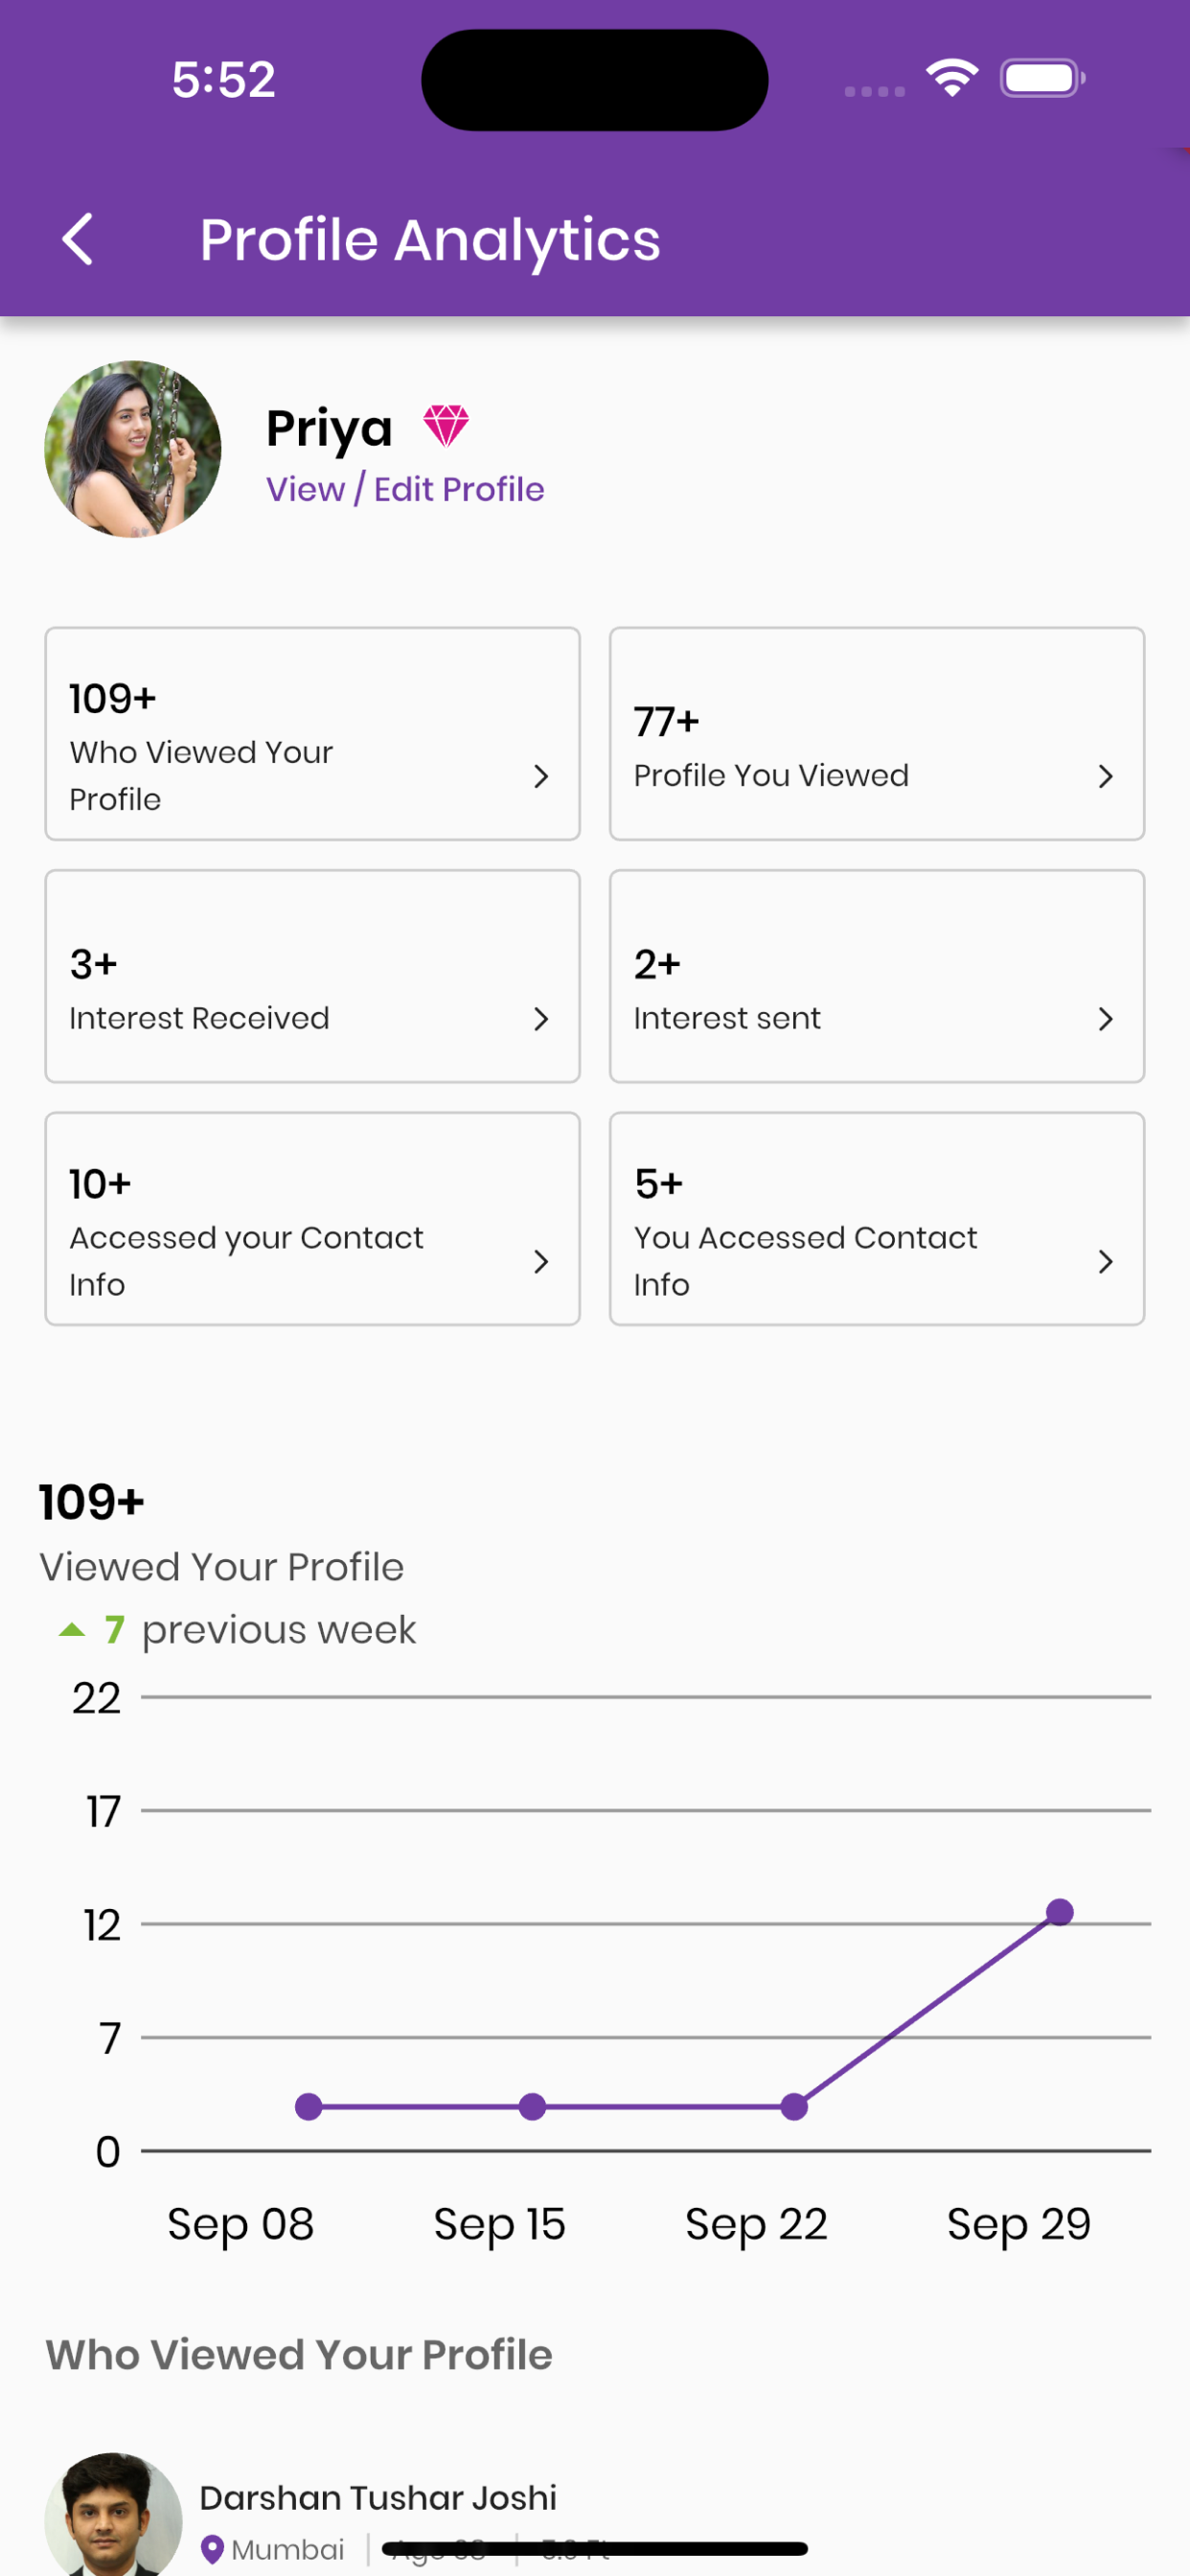 5:52
Profile Analytics
Priya
View / Edit Profile
109+
Who Viewed Your
Profile
77+
Profile You Viewed
3+
Interest Received
2+
Interest sent
10+
Accessed your Contact
Info
5+
You Accessed Contact
Info
109+
Viewed Your Profile
7 previous week
22
17
12
7
0
Sep 08 Sep 15 Sep 22 Sep 29
Who Viewed Your Profile
Darshan Tushar Joshi
Mumbai